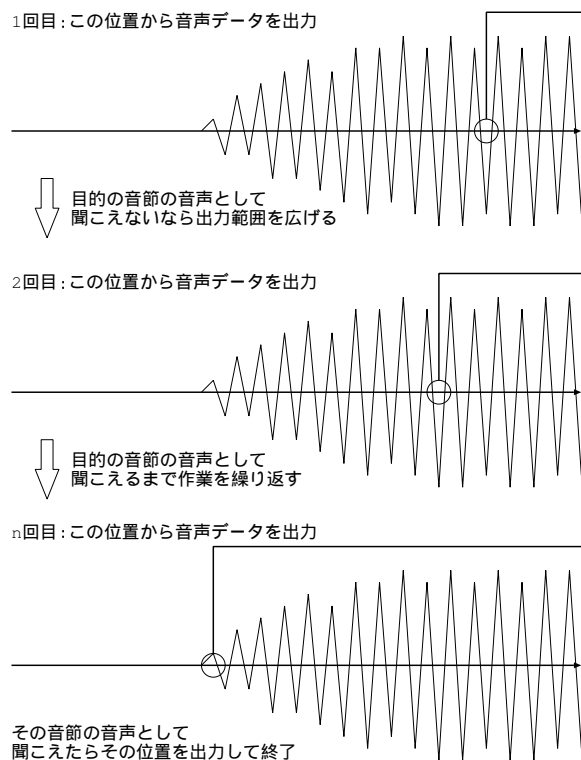 1回目:この位置から音声データを出力
目的の音節の音声として
聞こえないなら出力範囲を広げる
2回目:この位置から音声データを出力
目的の音節の音声として
聞こえるまで作業を繰り返す
n回目:この位置から音声データを出力
その音節の音声として
聞こえたらその位置を出力して終了